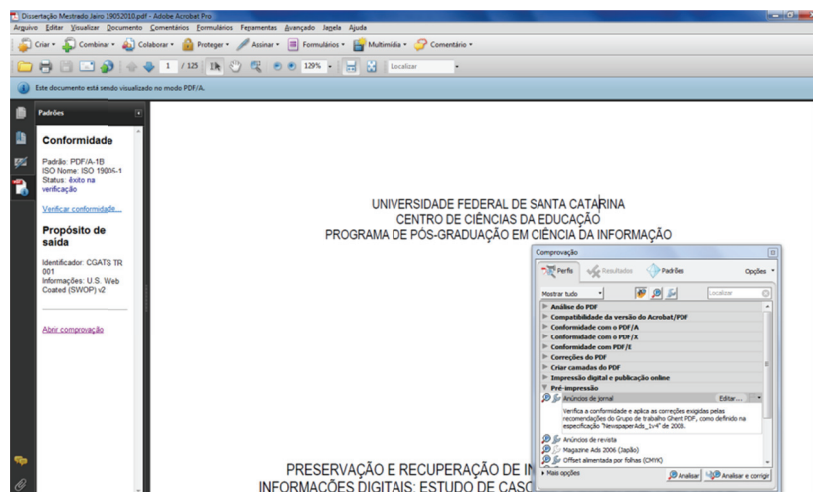 Dissertação Mestrado Jairo 19052010.pdf - Adobe Acrobat Pro
Arquivo Editar Visualizar Documento Comentários Formulários Ferramentas Avançado Janela Ajuda
Criar Combinar Colaborar Proteger Assinar Formulários Multimídia Comentário
1 / 125 129% Localizar
Este documento está sendo visualizado no modo PDF/A.
Padrões
Conformidade
Padrão: PDF/A-1B
ISO Nome: ISO 19005-1
Status: êxito na
verificação
Verificar conformidade...
Propósito de
saída
Identificador: CGATS TR
001
Informações: U.S. Web
Coated (SWOP) v2
Abrir comprovação
UNIVERSIDADE FEDERAL DE SANTA CATARINA
CENTRO DE CIÊNCIAS DA EDUCAÇÃO
PROGRAMA DE PÓS-GRADUAÇÃO EM CIÊNCIA DA INFORMAÇÃO
PRESERVAÇÃO E RECUPERAÇÃO DE IN
INFORMAÇÕES DIGITAIS: ESTUDO DE CASO
Comprovação
Perfis Resultados Padrões Opções
Mostrar tudo Localizar
Análise do PDF
Compatibilidade da versão do Acrobat/PDF
Conformidade com o PDF/A
Conformidade com o PDF/X
Conformidade com PDF/E
Correções do PDF
Criar camadas do PDF
Impressão digital e publicação online
Pré-impressão
Anúncios de jornal Editar...
Verifica a conformidade e aplica as correções exigidas pelas
recomendações do Grupo de trabalho Ghent PDF, como definido na
especificação "NewspaperAds_1v4" de 2008.
Anúncios de revista
Magazine Ads 2006 (Japão)
Offset alimentada por folhas (CMYK)
Mais opções Analisar Analisar e corrigir